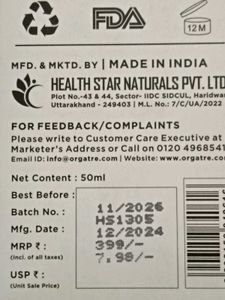 FDA
12M
MFD. & MKTD. BY | MADE IN INDIA
HEALTH STAR NATURALS PVT. LTD
Plot No.-43 & 44, Sector- IIDC SIDCUL, Haridwa
Uttarakhand - 249403 | M.L. No.: 7/C/UA/2022
FOR FEEDBACK/COMPLAINTS
Please write to Customer Care Executive at
Marketer's Address or Call on 0120 4968541
Email ID: info@orgatre.com | Website: www.orgatre.co
Net Content : 50ml
Best Before : 11/2026
Batch No. : HS1305
Mfg. Date : 12/2024
MRP ₹ : 399/-
(Incl. of all taxes)
USP ₹ : 7.98/-
(Unit Sale Price)